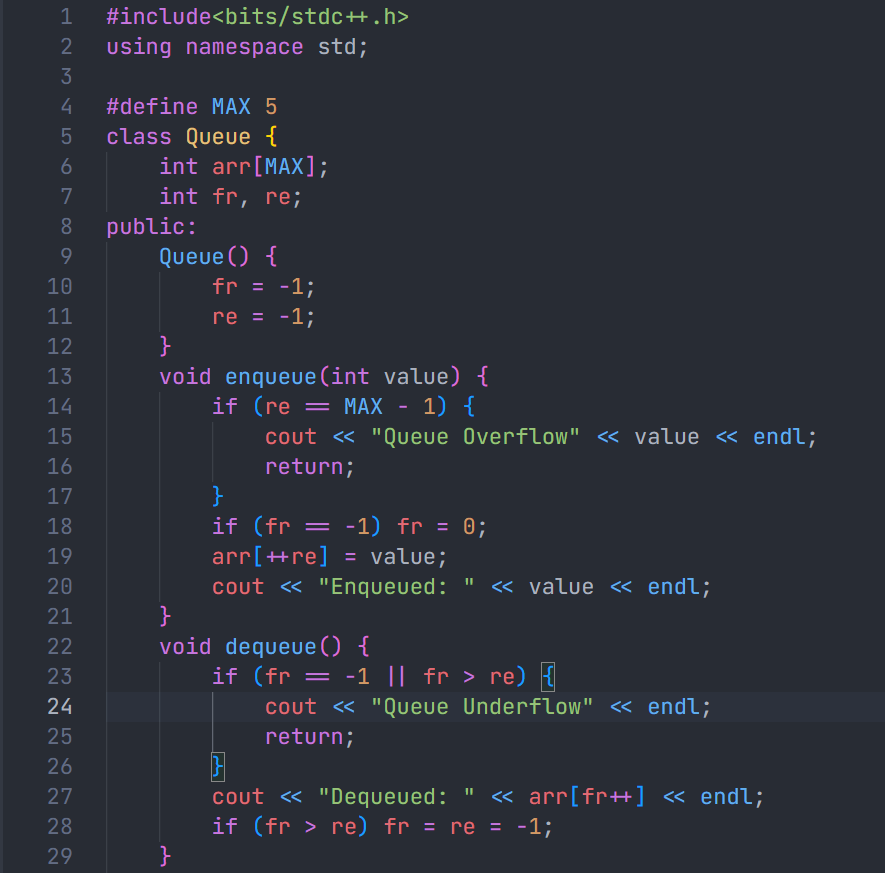 1 #include<bits/stdc++.h>
2 using namespace std;
3
4 #define MAX 5
5 class Queue {
6     int arr[MAX];
7     int fr, re;
8 public:
9     Queue() {
10         fr = -1;
11         re = -1;
12     }
13     void enqueue(int value) {
14         if (re == MAX - 1) {
15             cout << "Queue Overflow" << value << endl;
16             return;
17         }
18         if (fr == -1) fr = 0;
19         arr[++re] = value;
20         cout << "Enqueued: " << value << endl;
21     }
22     void dequeue() {
23         if (fr == -1 || fr > re) {
24             cout << "Queue Underflow" << endl;
25             return;
26         }
27         cout << "Dequeued: " << arr[fr++] << endl;
28         if (fr > re) fr = re = -1;
29     }